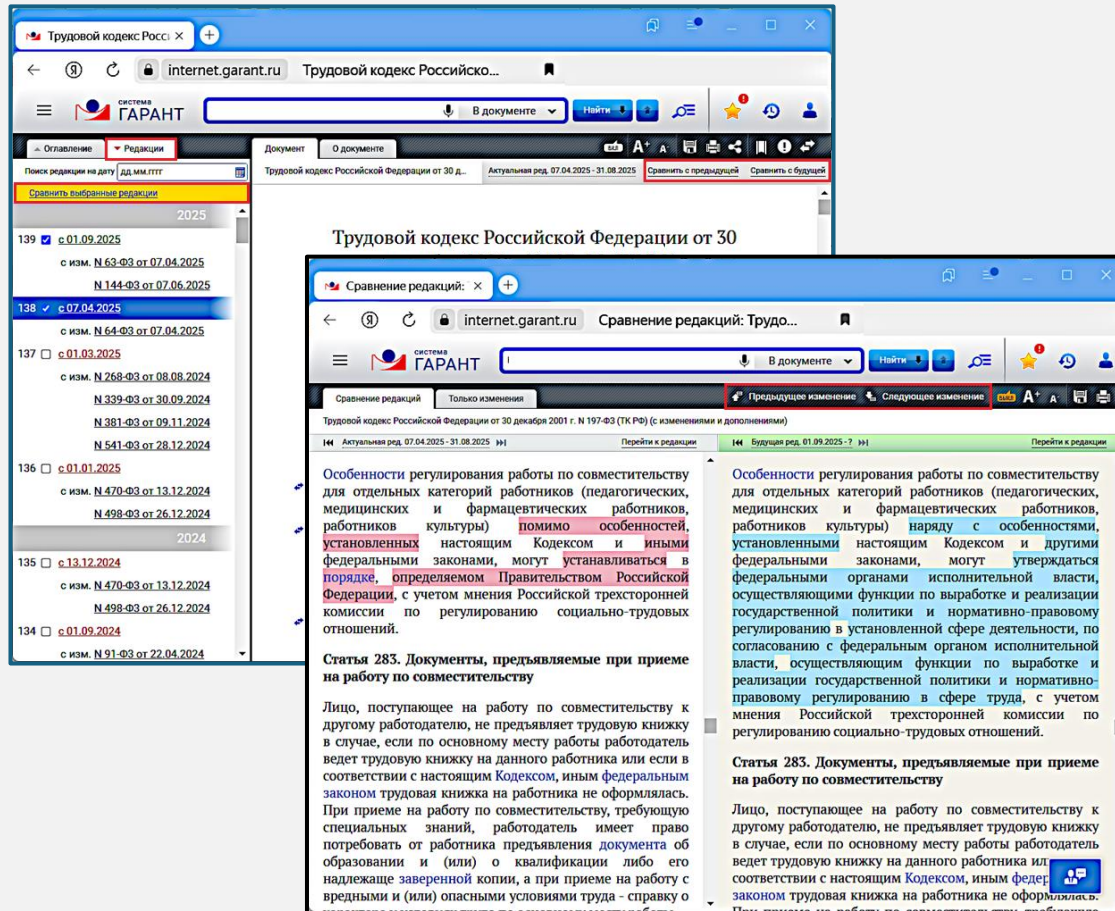 Трудовой кодекс Росси
internet.garant.ru Трудовой кодекс Российско...
система
ГАРАНТ
В документе
Найти
Оглавление
Редакции
Документ
О документе
Поиск редакции на дату дд.мм.гггг
Трудовой кодекс Российской Федерации от 30 д...
Актуальная ред. 07.04.2025 - 31.08.2025
Сравнить с предыдущей
Сравнить с будущей
Сравнить выбранные редакции
2025
139 с 01.09.2025
с изм. N 63-ФЗ от 07.04.2025
N 144-ФЗ от 07.06.2025
138 с 07.04.2025
с изм. N 64-ФЗ от 07.04.2025
137 с 01.03.2025
с изм. N 268-ФЗ от 08.08.2024
N 339-ФЗ от 30.09.2024
N 381-ФЗ от 09.11.2024
N 541-ФЗ от 28.12.2024
136 с 01.01.2025
с изм. N 470-ФЗ от 13.12.2024
N 498-ФЗ от 26.12.2024
2024
135 с 13.12.2024
с изм. N 470-ФЗ от 13.12.2024
N 498-ФЗ от 26.12.2024
134 с 01.09.2024
с изм. N 91-ФЗ от 22.04.2024
Трудовой кодекс Российской Федерации от 30
Сравнение редакций:
internet.garant.ru Сравнение редакций: Трудо...
система
ГАРАНТ
В документе
Найти
Сравнение редакций
Только изменения
Предыдущее изменение
Следующее изменение
Трудовой кодекс Российской Федерации от 30 декабря 2001 г. N 197-ФЗ (ТК РФ) (с изменениями и дополнениями)
Актуальная ред. 07.04.2025 - 31.08.2025
Перейти к редакции
Будущая ред. 01.09.2025 - ?
Перейти к редакции
Особенности регулирования работы по совместительству
для отдельных категорий работников (педагогических,
медицинских и фармацевтических работников,
работников культуры) помимо особенностей,
установленных настоящим Кодексом и иными
федеральными законами, могут устанавливаться в
порядке, определяемом Правительством Российской
Федерации, с учетом мнения Российской трехсторонней
комиссии по регулированию социально-трудовых
отношений.
Статья 283. Документы, предъявляемые при приеме
на работу по совместительству
Лицо, поступающее на работу по совместительству к
другому работодателю, не предъявляет трудовую книжку
в случае, если по основному месту работы работодатель
ведет трудовую книжку на данного работника или если в
соответствии с настоящим Кодексом, иным федеральным
законом трудовая книжка на работника не оформлялась.
При приеме на работу по совместительству, требующую
специальных знаний, работодатель имеет право
потребовать от работника предъявления документа об
образовании и (или) о квалификации либо его
надлежаще заверенной копии, а при приеме на работу с
вредными и (или) опасными условиями труда - справку о
Особенности регулирования работы по совместительству
для отдельных категорий работников (педагогических,
медицинских и фармацевтических работников,
работников культуры) наряду с особенностями,
установленными настоящим Кодексом и другими
федеральными законами, могут утверждаться
федеральными органами исполнительной власти,
осуществляющими функции по выработке и реализации
государственной политики и нормативно-правовому
регулированию в установленной сфере деятельности, по
согласованию с федеральным органом исполнительной
власти, осуществляющим функции по выработке и
реализации государственной политики и нормативно-
правовому регулированию в сфере труда, с учетом
мнения Российской трехсторонней комиссии по
регулированию социально-трудовых отношений.
Статья 283. Документы, предъявляемые при приеме
на работу по совместительству
Лицо, поступающее на работу по совместительству к
другому работодателю, не предъявляет трудовую книжку
в случае, если по основному месту работы работодатель
ведет трудовую книжку на данного работника
соответствии с настоящим Кодексом, иным
законом трудовая книжка на работника не оформлялась.